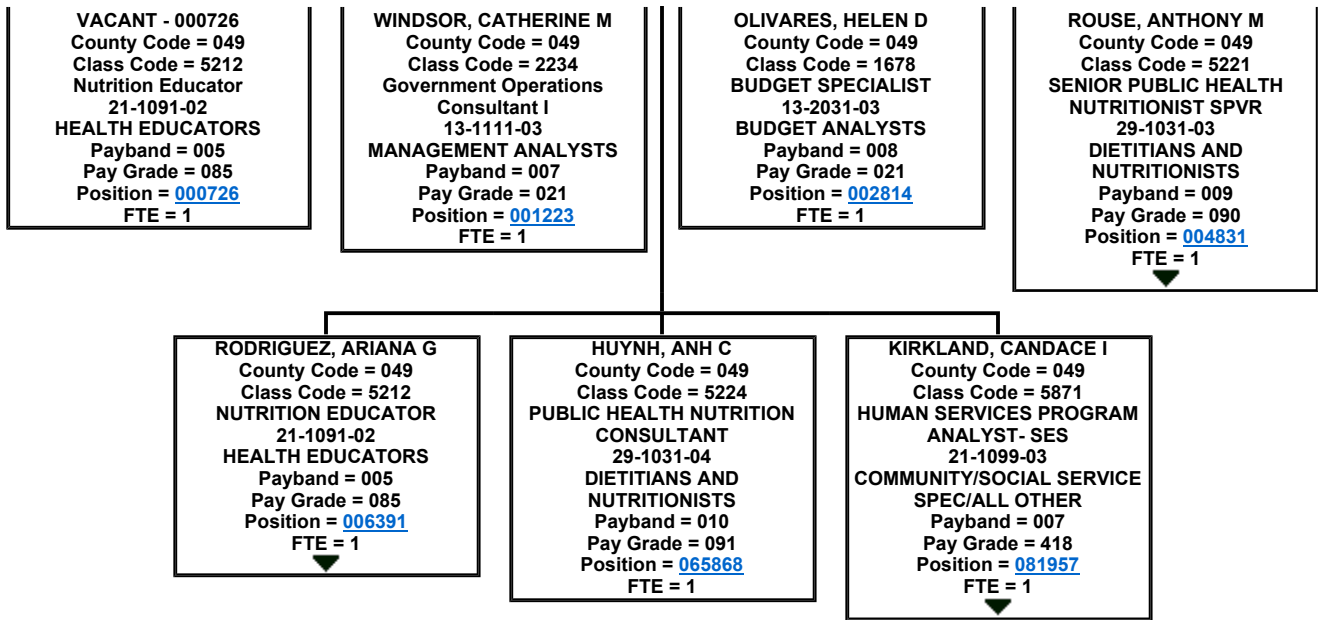 VACANT - 000726
County Code = 049
Class Code = 5212
Nutrition Educator
21-1091-02
HEALTH EDUCATORS
Payband = 005
Pay Grade = 085
Position = 000726
FTE = 1
WINDSOR, CATHERINE M
County Code = 049
Class Code = 2234
Government Operations
Consultant I
13-1111-03
MANAGEMENT ANALYSTS
Payband = 007
Pay Grade = 021
Position = 001223
FTE = 1
OLIVARES, HELEN D
County Code = 049
Class Code = 1678
BUDGET SPECIALIST
13-2031-03
BUDGET ANALYSTS
Payband = 008
Pay Grade = 021
Position = 002814
FTE = 1
ROUSE, ANTHONY M
County Code = 049
Class Code = 5221
SENIOR PUBLIC HEALTH
NUTRITIONIST SPVR
29-1031-03
DIETITIANS AND
NUTRITIONISTS
Payband = 009
Pay Grade = 090
Position = 004831
FTE = 1
RODRIGUEZ, ARIANA G
County Code = 049
Class Code = 5212
NUTRITION EDUCATOR
21-1091-02
HEALTH EDUCATORS
Payband = 005
Pay Grade = 085
Position = 006391
FTE = 1
HUYNH, ANH C
County Code = 049
Class Code = 5224
PUBLIC HEALTH NUTRITION
CONSULTANT
29-1031-04
DIETITIANS AND
NUTRITIONISTS
Payband = 010
Pay Grade = 091
Position = 065868
FTE = 1
KIRKLAND, CANDACE I
County Code = 049
Class Code = 5871
HUMAN SERVICES PROGRAM
ANALYST- SES
21-1099-03
COMMUNITY/SOCIAL SERVICE
SPEC/ALL OTHER
Payband = 007
Pay Grade = 418
Position = 081957
FTE = 1